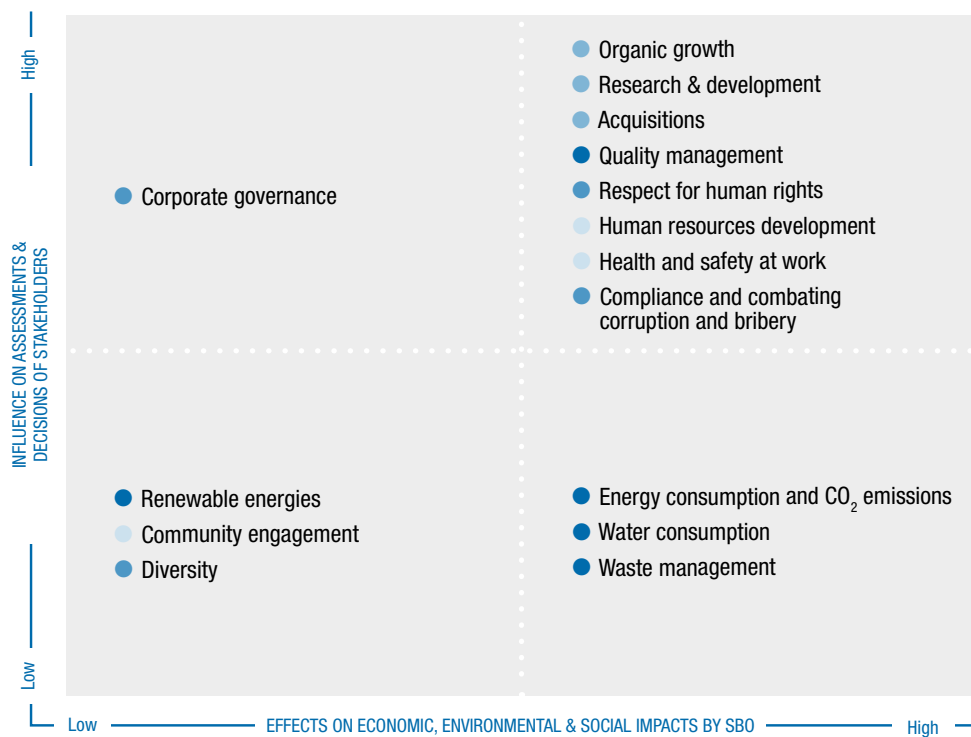 High
INFLUENCE ON ASSESSMENTS &
DECISIONS OF STAKEHOLDERS
Low
Corporate governance
Organic growth
Research & development
Acquisitions
Quality management
Respect for human rights
Human resources development
Health and safety at work
Compliance and combating
corruption and bribery
Renewable energies
Community engagement
Diversity
Energy consumption and CO₂ emissions
Water consumption
Waste management
Low
EFFECTS ON ECONOMIC, ENVIRONMENTAL & SOCIAL IMPACTS BY SBO
High